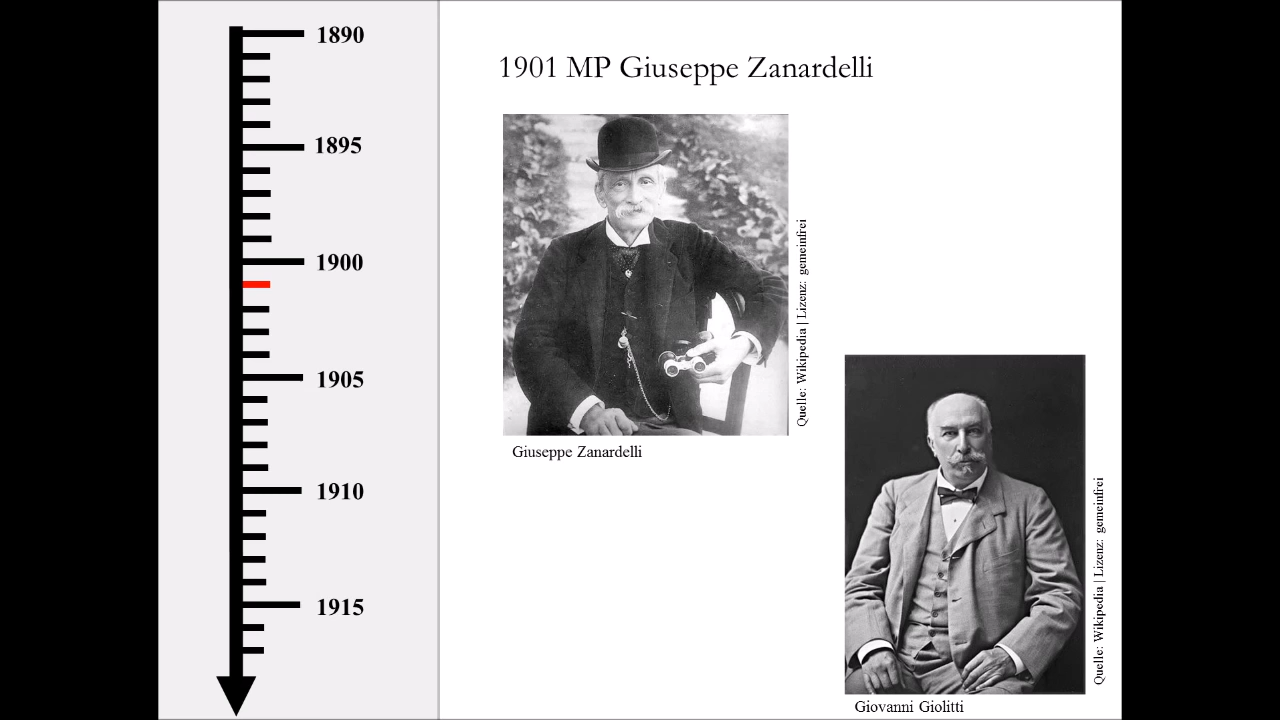 1890
1895
1900
1905
1910
1915
1901 MP Giuseppe Zanardelli
Quelle: Wikipedia | Lizenz: gemeinfrei
Giuseppe Zanardelli
Quelle: Wikipedia | Lizenz: gemeinfrei
Giovanni Giolitti